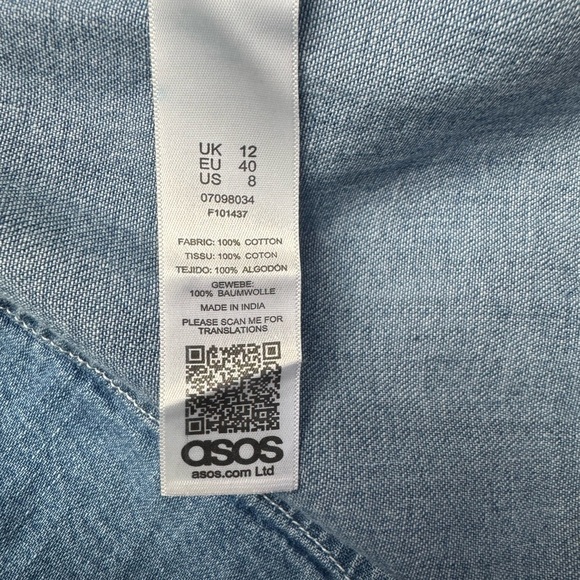 UK 12
EU 40
US 8
07098034
F101437
FABRIC: 100% COTTON
TISSU: 100% COTON
TEJIDO: 100% ALGODÓN
GEWEBE:
100% BAUMWOLLE
MADE IN INDIA
PLEASE SCAN ME FOR
TRANSLATIONS
asos
asos.com Ltd